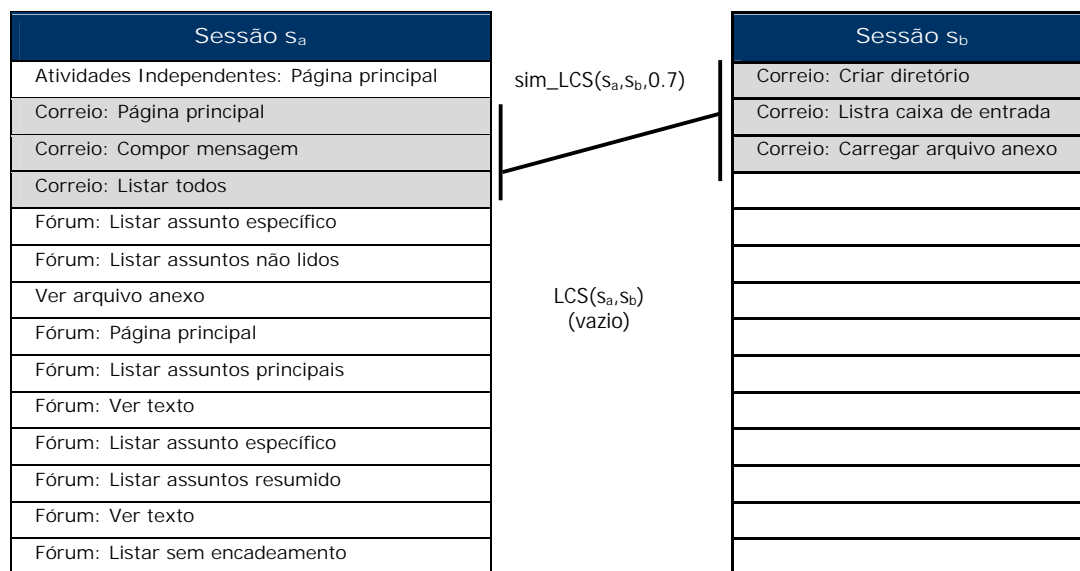 Sessão sa
Atividades Independentes: Página principal
Correio: Página principal
Correio: Compor mensagem
Correio: Listar todos
Fórum: Listar assunto específico
Fórum: Listar assuntos não lidos
Ver arquivo anexo
Fórum: Página principal
Fórum: Listar assuntos principais
Fórum: Ver texto
Fórum: Listar assunto específico
Fórum: Listar assuntos resumido
Fórum: Ver texto
Fórum: Listar sem encadeamento
sim_LCS(sa,sb,0.7)
LCS(sa,sb)
(vazio)
Sessão sb
Correio: Criar diretório
Correio: Listra caixa de entrada
Correio: Carregar arquivo anexo